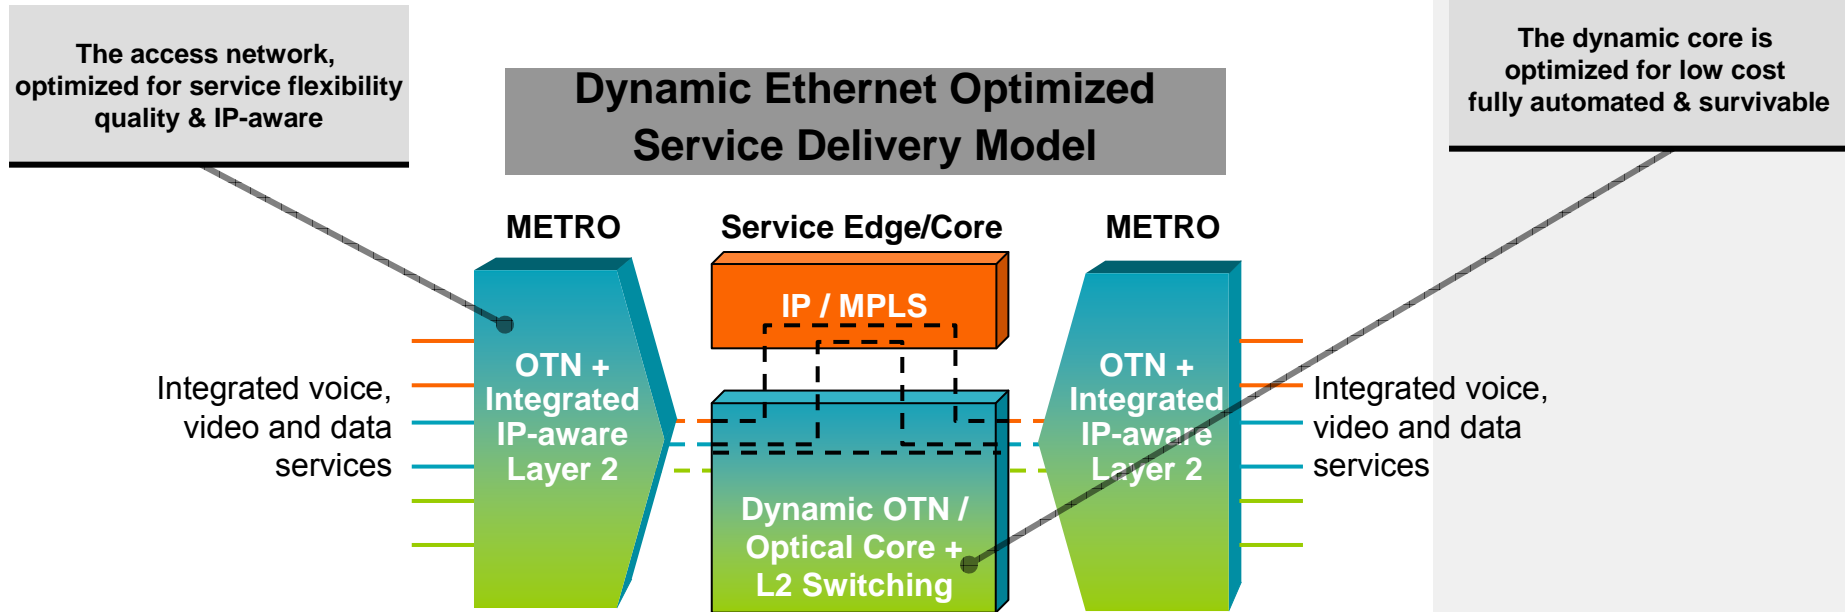 The access network,
optimized for service flexibility
quality & IP-aware
The dynamic core is
optimized for low cost
fully automated & survivable
Dynamic Ethernet Optimized
Service Delivery Model
METRO
Service Edge/Core
METRO
IP / MPLS
Integrated voice,
video and data
services
OTN +
Integrated
IP-aware
Layer 2
Dynamic OTN /
Optical Core +
L2 Switching
OTN +
Integrated
IP-aware
Layer 2
Integrated voice,
video and data
services